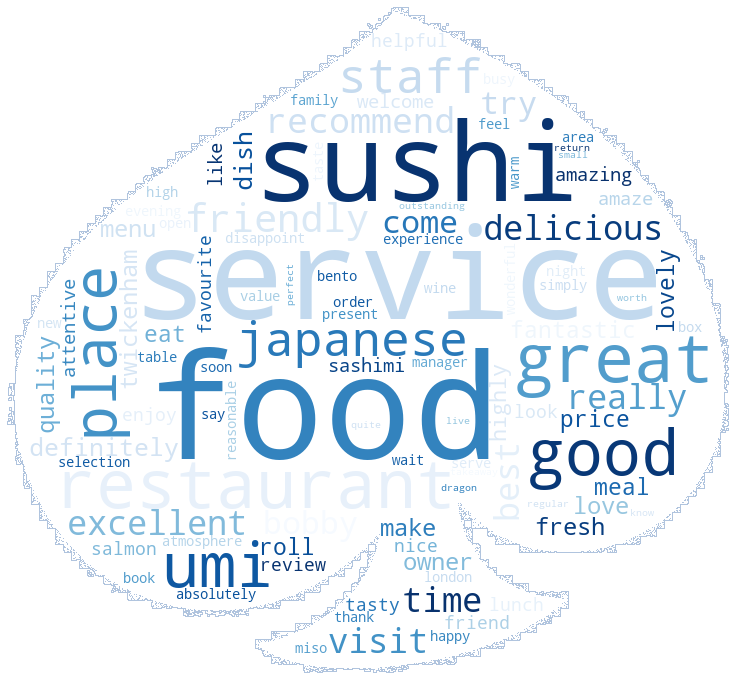 helpful
staff
busy
family
welcome
try
recommend
feel
area
return
small
like
dish
taste
sushi
warm
amazing
high
outstanding
amaze
evening
open
menu
friendly
come
delicious
disappoint
experience
service
wonderful
lovely
favourite
bento
night
simply
perfect
value
order
present
wine
worth
new
attentive
place
twickenham
eat
table
japanese
fantastic
box
quality
soon
sashimi
manager
great
really
food
highly
look
price
enjoy
say
reasonable
quite
live
definitely
selection
wait
serve
good
restaurant
best
dragon
meal
regular
love
know
excellent
bobby
make
fresh
salmon
atmosphere
roll
nice
umi
review
owner
book
absolutely
london
tasty
time
lunch
thank
friend
visit
happy
miso